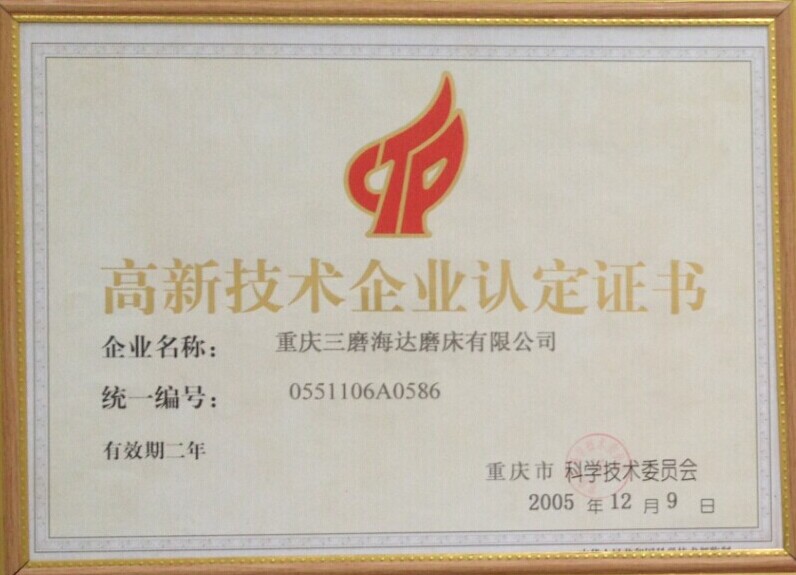 高新技术企业认定证书
企业名称： 重庆三磨海达磨床有限公司
统一编号： 0551106A0586
有效期二年
重庆市 科学技术委员会
2005 年 12 月 9 日